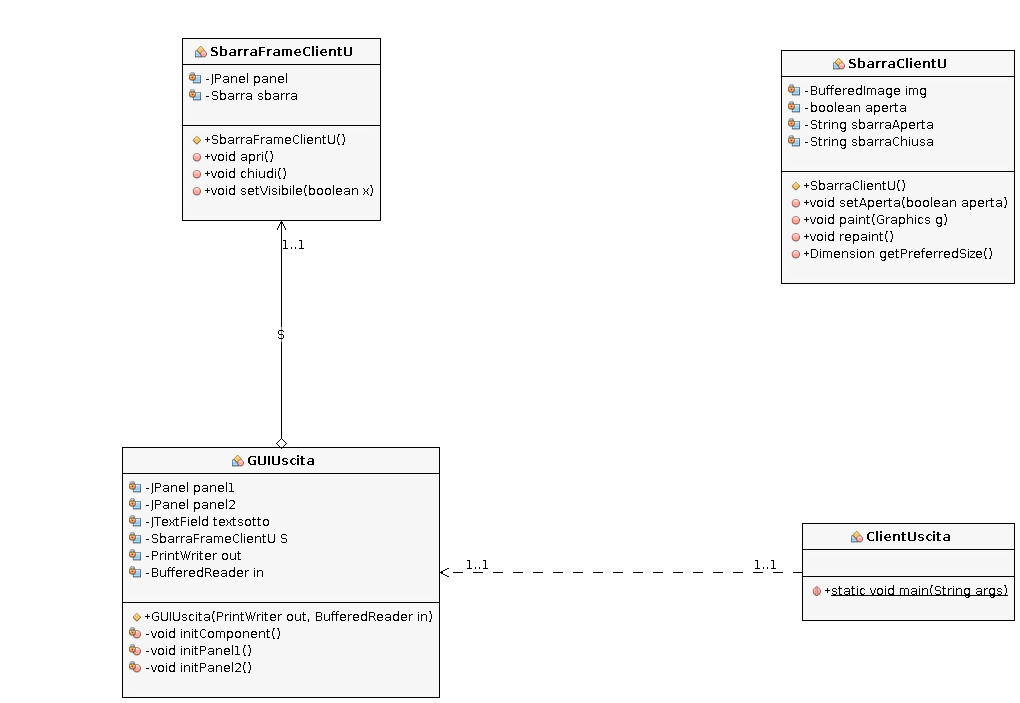 SbarraFrameClientU
-JPanel panel
-Sbarra sbarra
+SbarraFrameClientU()
+void apri()
+void chiudi()
+void setVisibile(boolean x)
SbarraClientU
-BufferedImage img
-boolean aperta
-String sbarraAperta
-String sbarraChiusa
+SbarraClientU()
+void setAperta(boolean aperta)
+void paint(Graphics g)
+void repaint()
+Dimension getPreferredSize()
1..1
S
GUIUscita
-JPanel panel1
-JPanel panel2
-JTextField textsotto
-SbarraFrameClientU S
-PrintWriter out
-BufferedReader in
+GUIUscita(PrintWriter out, BufferedReader in)
-void initComponent()
-void initPanel1()
-void initPanel2()
1..1
1..1
ClientUscita
+static void main(String args)